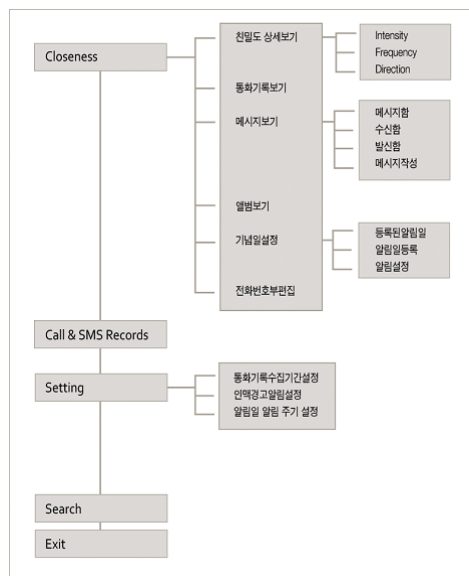 Closeness
친밀도 상세보기
Intensity
Frequency
Direction
통화기록보기
메시지보기
메시지함
수신함
발신함
메시지작성
앨범보기
기념일설정
등록된알림일
알림일등록
알림설정
전화번호부편집
Call & SMS Records
Setting
통화기록수집기간설정
인맥경고알림설정
알림일 알림 주기 설정
Search
Exit